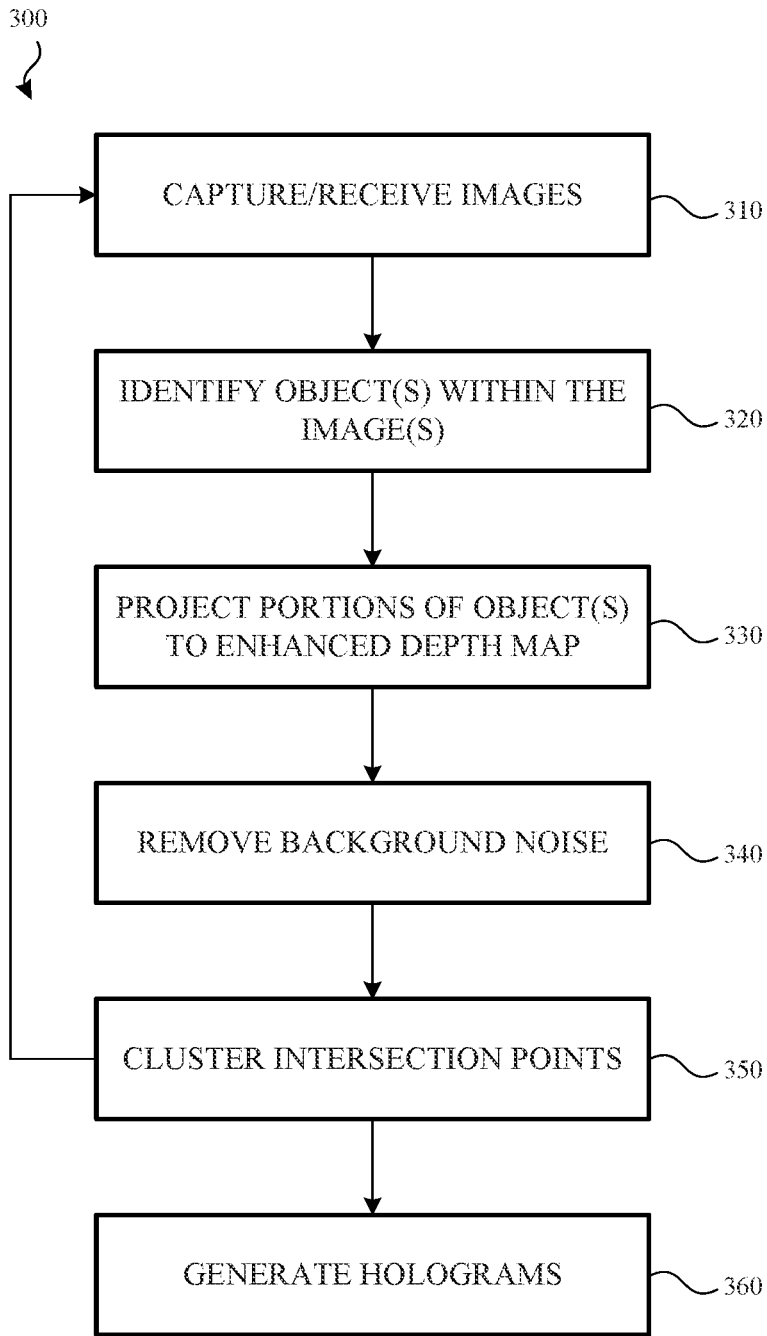 300
CAPTURE/RECEIVE IMAGES
310
IDENTIFY OBJECT(S) WITHIN THE
IMAGE(S)
320
PROJECT PORTIONS OF OBJECT(S)
TO ENHANCED DEPTH MAP
330
REMOVE BACKGROUND NOISE
340
CLUSTER INTERSECTION POINTS
350
GENERATE HOLOGRAMS
360